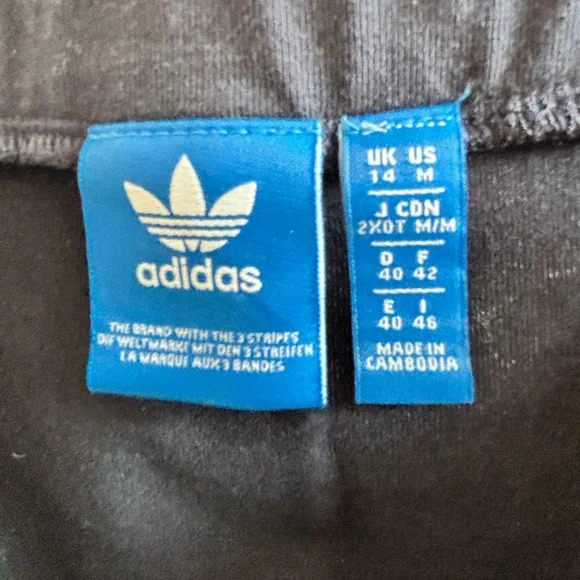 adidas
THE BRAND WITH THE 3 STRIPES
DIE WELTMARKE MIT DEN 3 STREIFEN
LA MARQUE AUX 3 BANDES
UK US
14 M
J CDN
2XOT M/M
D F
40 42
E I
40 46
MADE IN
CAMBODIA